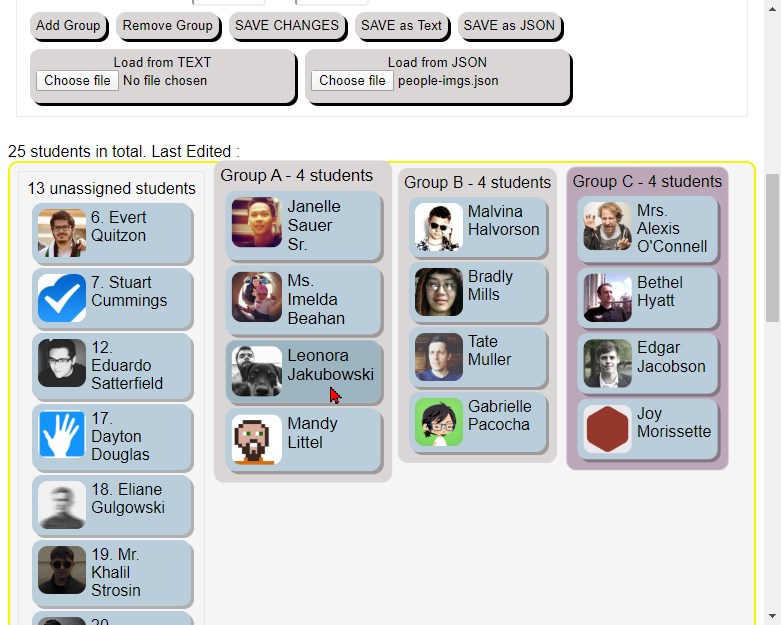 Add Group
Remove Group
SAVE CHANGES
SAVE as Text
SAVE as JSON
Load from TEXT
Choose file No file chosen
Load from JSON
Choose file people-imgs.json
25 students in total. Last Edited :
13 unassigned students
6. Evert
Quitzon
7. Stuart
Cummings
12.
Eduardo
Satterfield
17.
Dayton
Douglas
18. Eliane
Gulgowski
19. Mr.
Khalil
Strosin
20.
Group A - 4 students
Janelle
Sauer
Sr.
Ms.
Imelda
Beahan
Leonora
Jakubowski
Mandy
Littel
Group B - 4 students
Malvina
Halvorson
Bradly
Mills
Tate
Muller
Gabrielle
Pacocha
Group C - 4 students
Mrs.
Alexis
O'Connell
Bethel
Hyatt
Edgar
Jacobson
Joy
Morissette